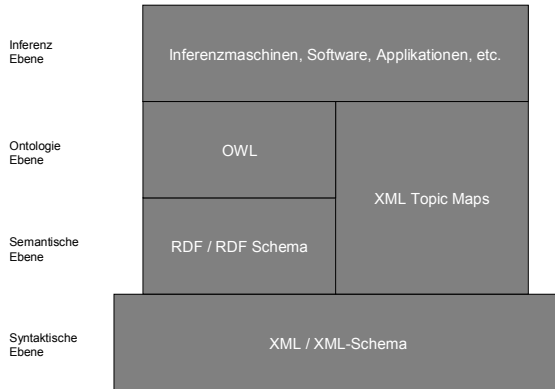 Inferenz
Ebene
Inferenzmaschinen, Software, Applikationen, etc.
Ontologie
Ebene
OWL
XML Topic Maps
Semantische
Ebene
RDF / RDF Schema
Syntaktische
Ebene
XML / XML-Schema